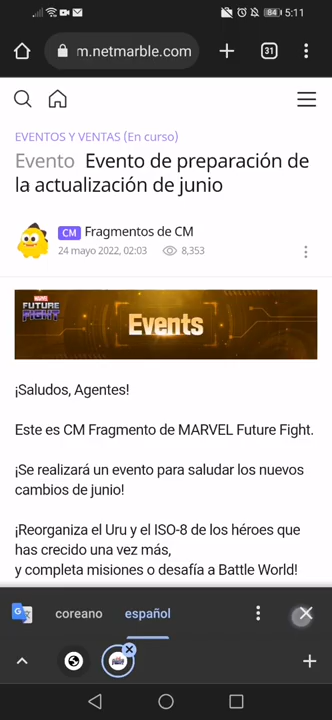 84 5:11
m.netmarble.com
31
EVENTOS Y VENTAS (En curso)
Evento Evento de preparación de
la actualización de junio
CM Fragmentos de CM
24 mayo 2022, 02:03 8,353
MARVEL
FUTURE
FIGHT
Events
¡Saludos, Agentes!
Este es CM Fragmento de MARVEL Future Fight.
¡Se realizará un evento para saludar los nuevos
cambios de junio!
¡Reorganiza el Uru y el ISO-8 de los héroes que
has crecido una vez más,
y completa misiones o desafía a Battle World!
coreano español